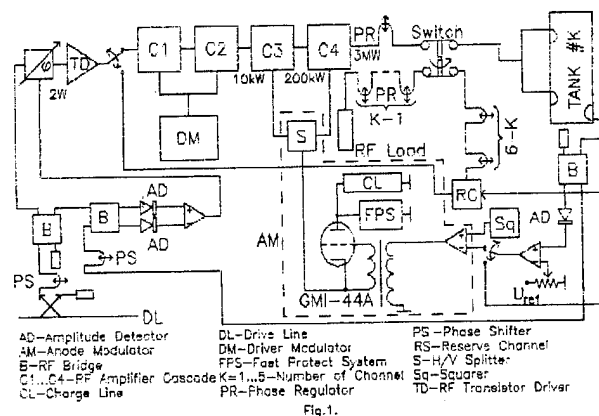 φ
TD
2W
C1
C2
C3
C4
10kW
200kW
PR
3MW
Switch
TANK #K
DM
S
PR
K-1
RF Load
6-K
B
RC
AD
AD
B
B
PS
PS
AM
CL
FPS
GMI-44A
Sq
AD
Uref
DL
AD-Amplitude Detector
AM-Anode Modulator
B-RF Bridge
C1...C4-RF Amplifier Cascade
CL-Charge Line
DL-Drive Line
DM-Driver Modulator
FPS-Fast Protect System
K=1...5-Number of Channel
PR-Phase Regulator
PS-Phase Shifter
RS-Reserve Channel
S-H/V Splitter
Sq-Squarer
TD-RF Transistor Driver
Fig.1.